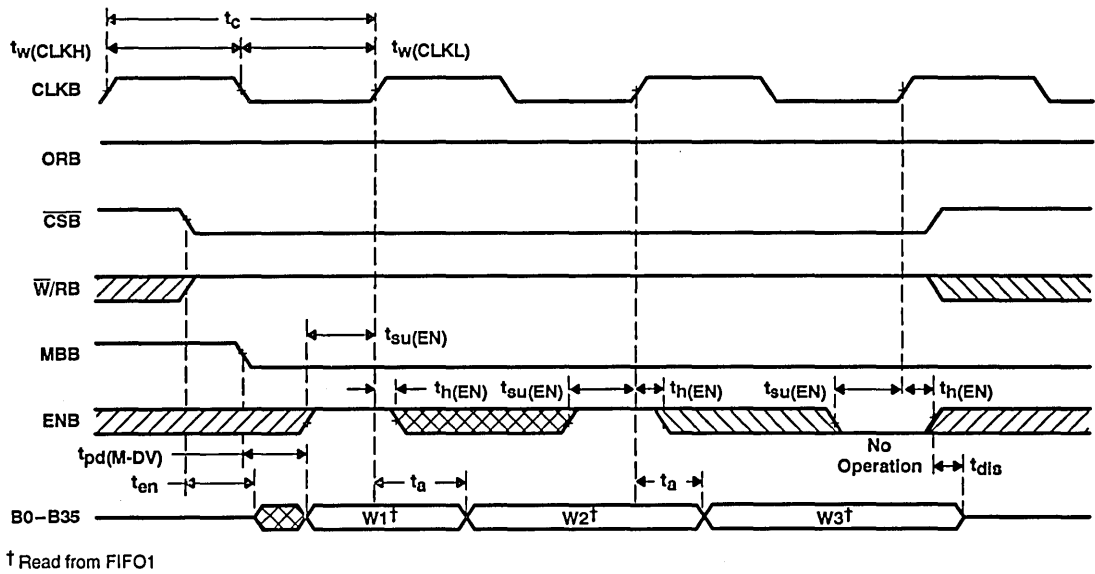 tc
tw(CLKH)
tw(CLKL)
CLKB
ORB
CSB
W/RB
tsu(EN)
MBB
th(EN)
tsu(EN)
th(EN)
tsu(EN)
th(EN)
ENB
No
Operation
tpd(M-DV)
tdis
ten
ta
ta
B0–B35
W1†
W2†
W3†
† Read from FIFO1